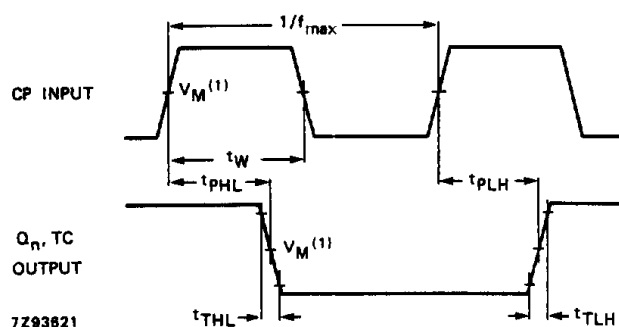 1/fmax
CP INPUT
VM(1)
tW
tPHL
tPLH
Qn, TC
OUTPUT
VM(1)
tTHL
tTLH
7Z93621